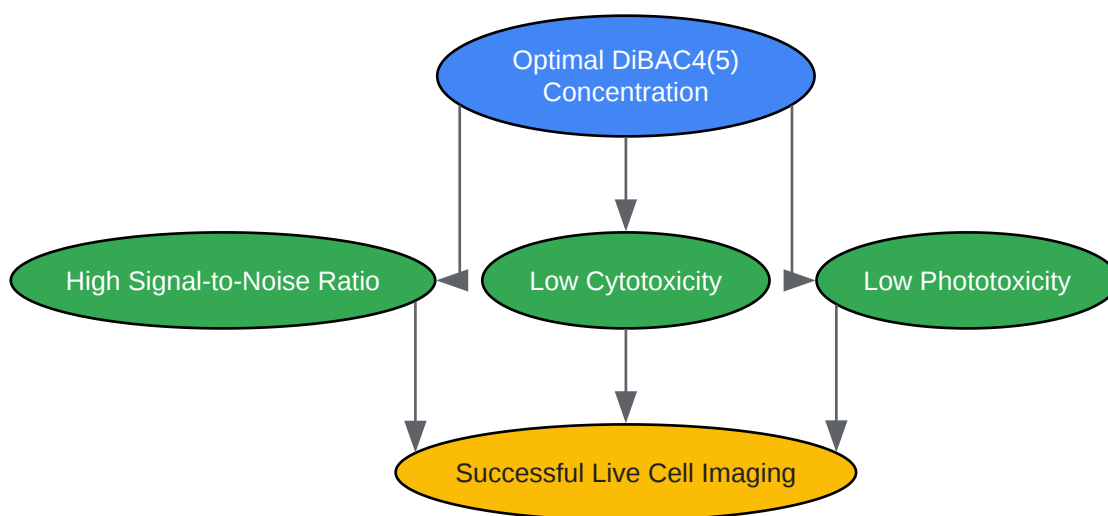 Optimal DiBAC4(5)
Concentration
High Signal-to-Noise Ratio
Low Cytotoxicity
Low Phototoxicity
Successful Live Cell Imaging